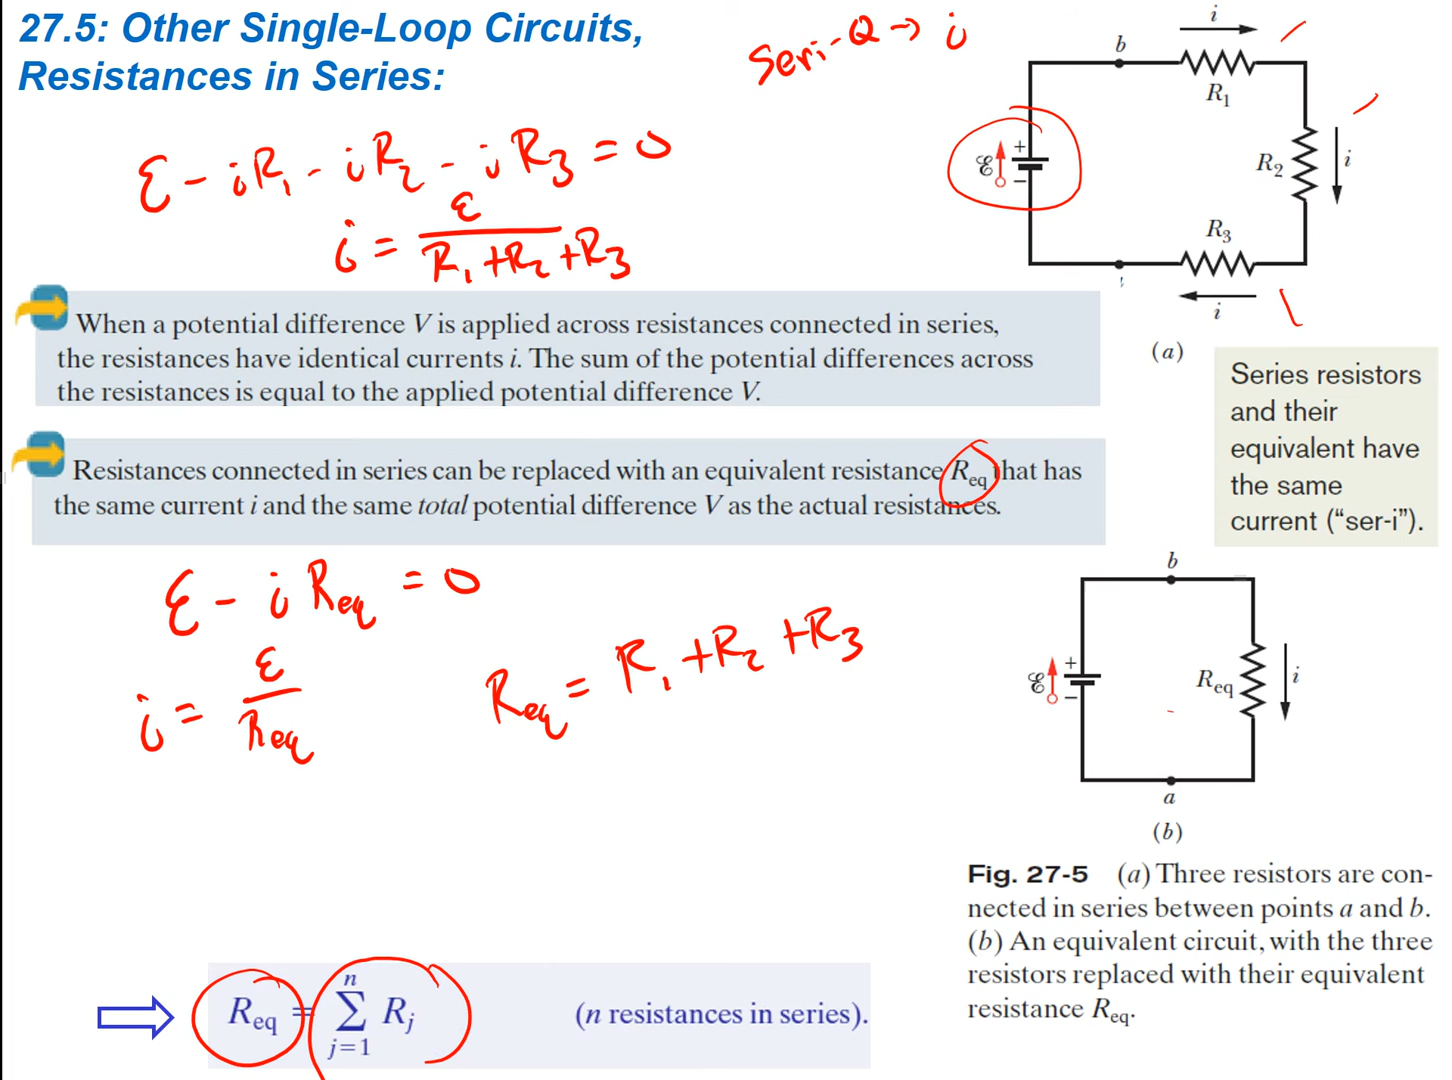 27.5: Other Single-Loop Circuits,
Resistances in Series:
Seri-Q → i
ℰ - iR₁ - iR₂ - iR₃ = 0
i = ℰ / (R₁ + R₂ + R₃)
i
b
R₁
+
ℰ
−
R₂
i
R₃
i
(a)
When a potential difference V is applied across resistances connected in series,
the resistances have identical currents i. The sum of the potential differences across
the resistances is equal to the applied potential difference V.
Series resistors
and their
equivalent have
the same
current (“ser-i”).
Resistances connected in series can be replaced with an equivalent resistance Req that has
the same current i and the same total potential difference V as the actual resistances.
ℰ - i Req = 0
i = ℰ / Req
Req = R₁ + R₂ + R₃
b
+
ℰ
−
Req
i
a
(b)
Fig. 27-5 (a) Three resistors are con-
nected in series between points a and b.
(b) An equivalent circuit, with the three
resistors replaced with their equivalent
resistance Req.
Req = ∑ⁿj=1 Rj (n resistances in series).